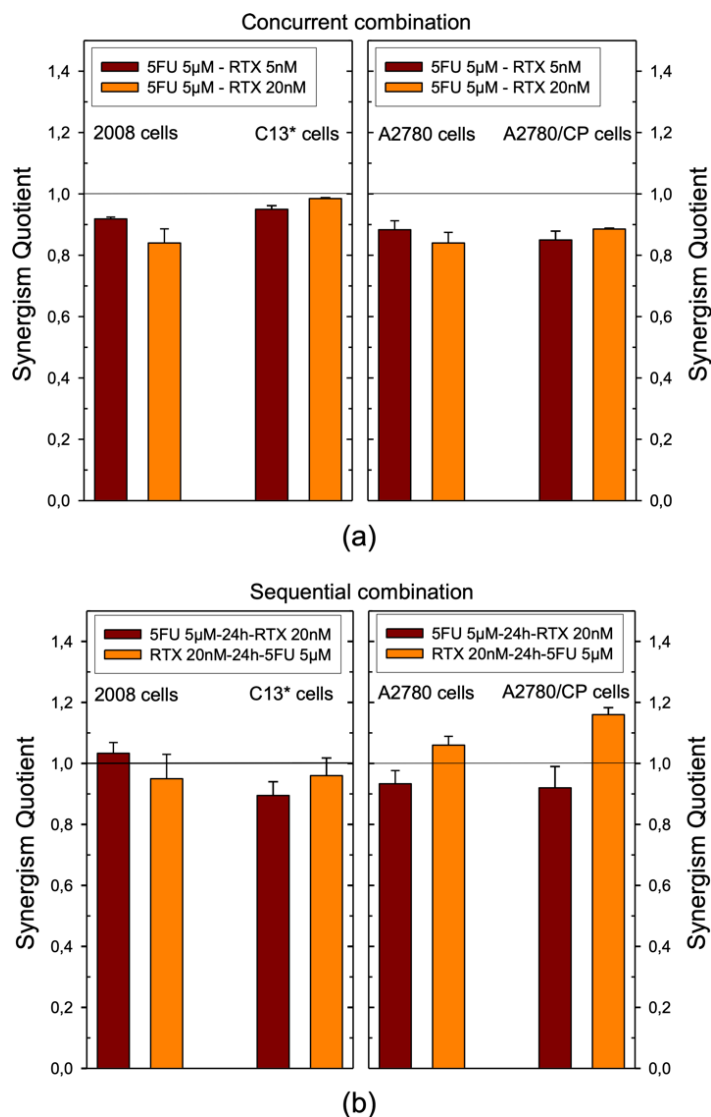 Concurrent combination
5FU 5µM - RTX 5nM
5FU 5µM - RTX 20nM
5FU 5µM - RTX 5nM
5FU 5µM - RTX 20nM
2008 cells
C13* cells
A2780 cells
A2780/CP cells
Synergism Quotient
1,4
1,2
1,0
0,8
0,6
0,4
0,2
0,0
1,4
1,2
1,0
0,8
0,6
0,4
0,2
0,0
Synergism Quotient
(a)
Sequential combination
5FU 5µM-24h-RTX 20nM
RTX 20nM-24h-5FU 5µM
5FU 5µM-24h-RTX 20nM
RTX 20nM-24h-5FU 5µM
2008 cells
C13* cells
A2780 cells
A2780/CP cells
Synergism Quotient
1,4
1,2
1,0
0,8
0,6
0,4
0,2
0,0
1,4
1,2
1,0
0,8
0,6
0,4
0,2
0,0
Synergism Quotient
(b)